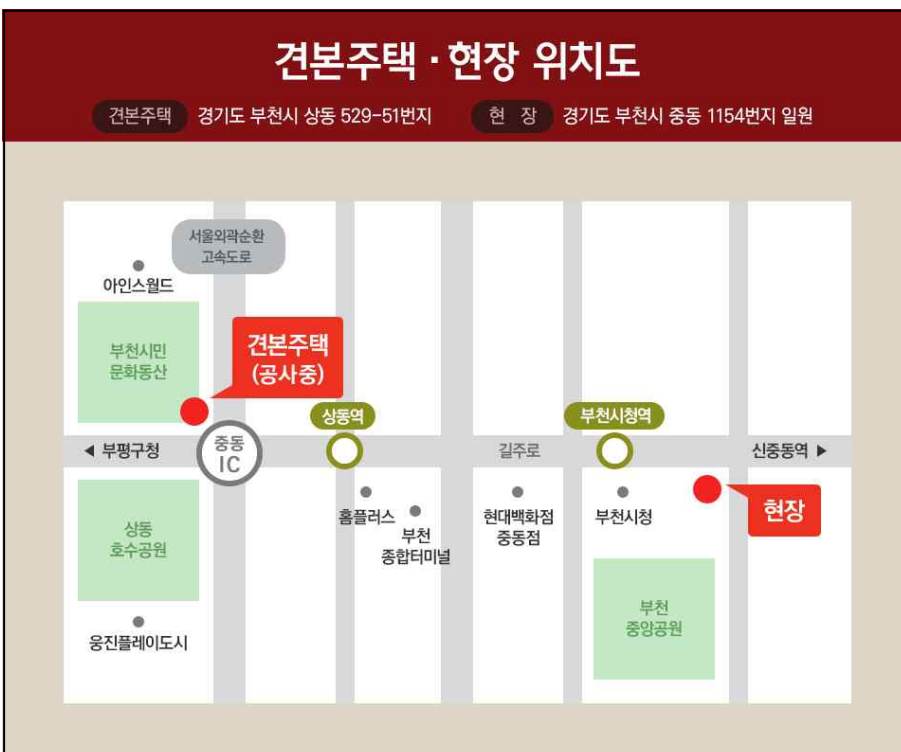 견본주택 · 현장 위치도
견본주택 경기도 부천시 상동 529-51번지 현 장 경기도 부천시 중동 1154번지 일원
서울외곽순환
고속도로
아인스월드
부천시민
문화동산
견본주택
(공사중)
상동역
부천시청역
◀ 부평구청
중동
IC
길주로
신중동역 ▶
상동
호수공원
홈플러스
부천
종합터미널
현대백화점
중동점
부천시청
현장
부천
중앙공원
웅진플레이도시